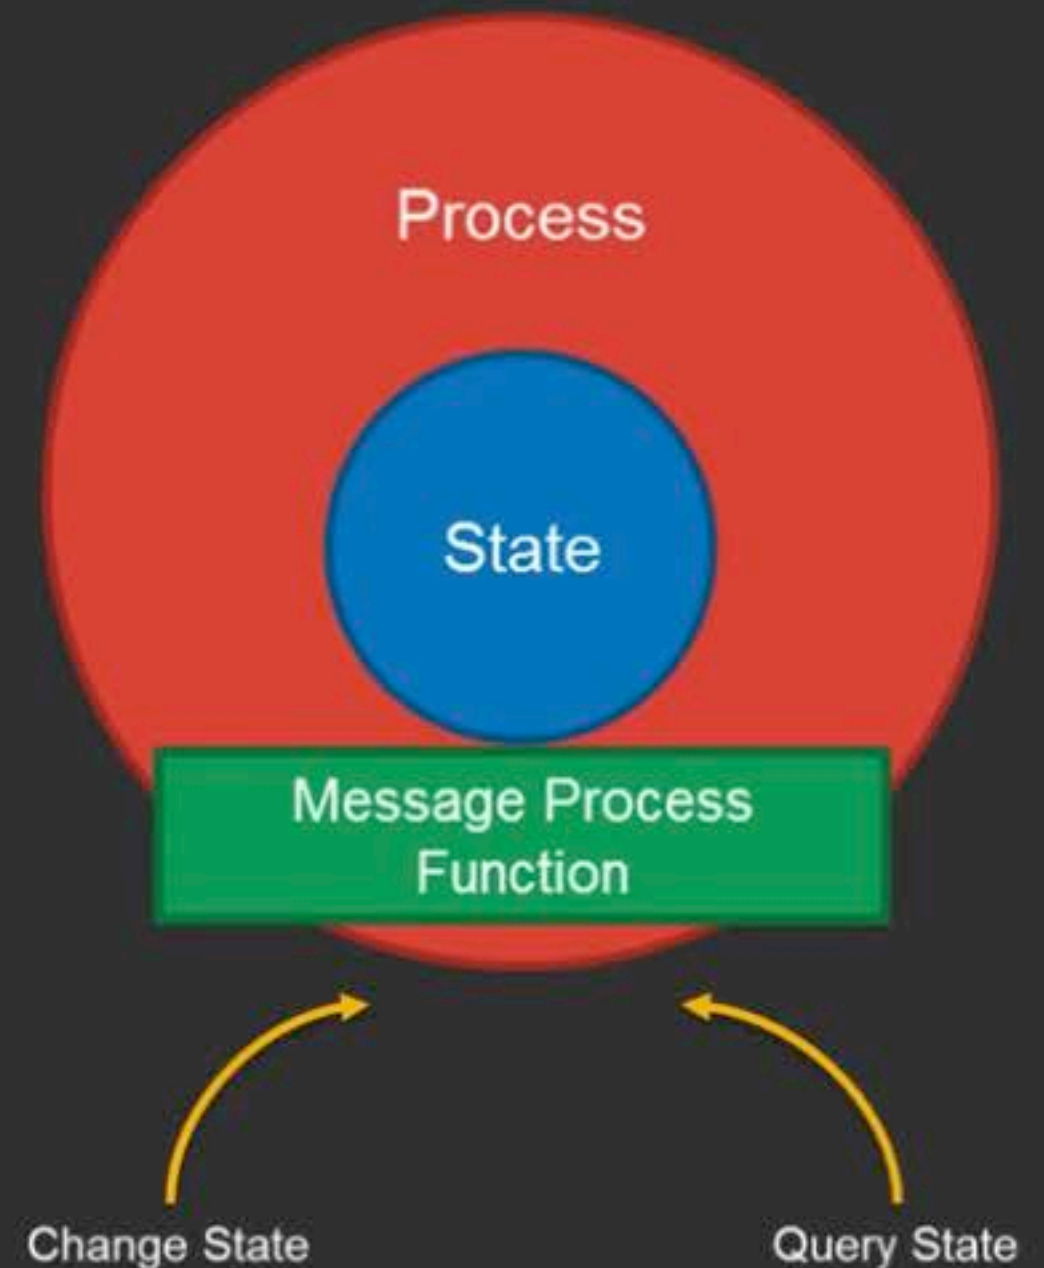 Process
State
Message Process
Function
Change State
Query State